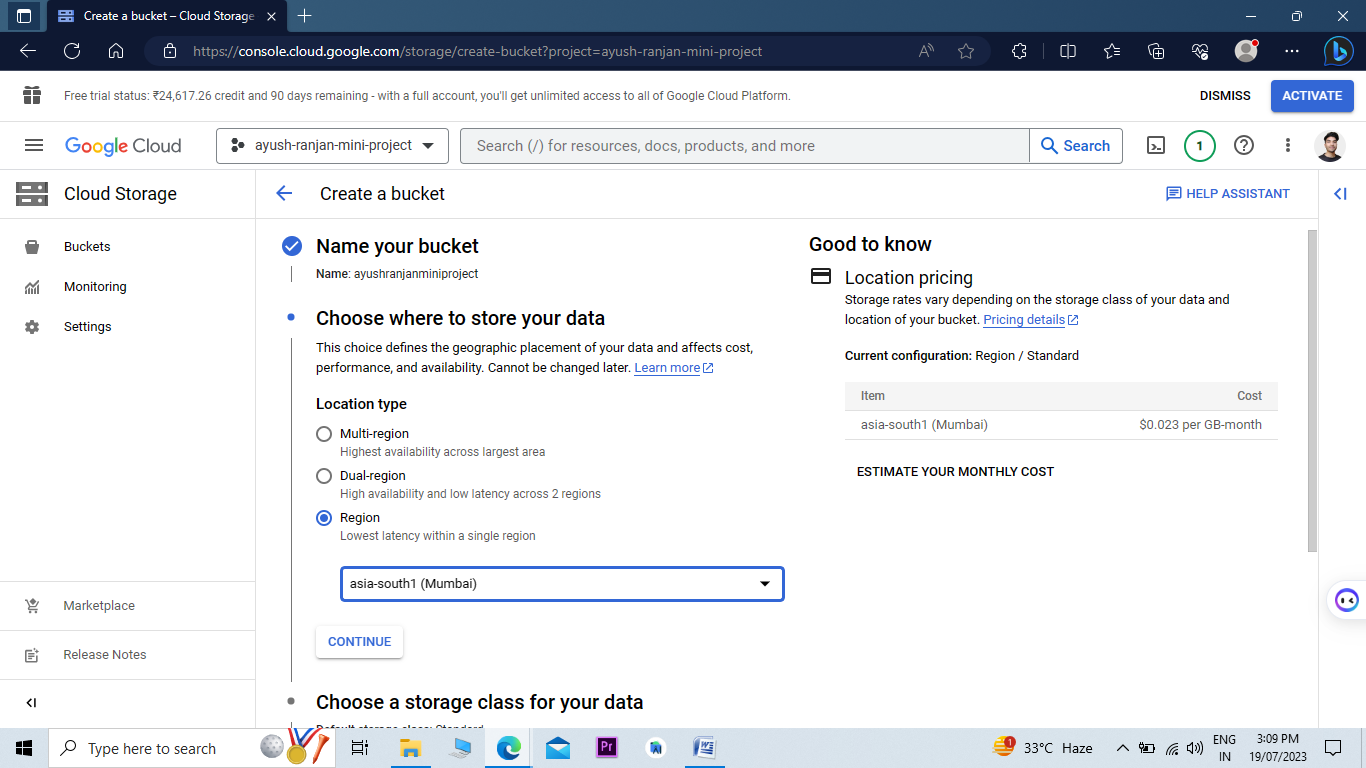 Create a bucket – Cloud Storage
https://console.cloud.google.com/storage/create-bucket?project=ayush-ranjan-mini-project
Free trial status: ₹24,617.26 credit and 90 days remaining - with a full account, you'll get unlimited access to all of Google Cloud Platform.
DISMISS
ACTIVATE
Google Cloud
ayush-ranjan-mini-project
Search (/) for resources, docs, products, and more
Search
1
Cloud Storage
Create a bucket
HELP ASSISTANT
Buckets
Monitoring
Settings
Marketplace
Release Notes
Name your bucket
Name: ayushranjanminiproject
Choose where to store your data
This choice defines the geographic placement of your data and affects cost,
performance, and availability. Cannot be changed later. Learn more
Location type
Multi-region
Highest availability across largest area
Dual-region
High availability and low latency across 2 regions
Region
Lowest latency within a single region
asia-south1 (Mumbai)
CONTINUE
Choose a storage class for your data
Default storage class: Standard
Good to know
Location pricing
Storage rates vary depending on the storage class of your data and
location of your bucket. Pricing details
Current configuration: Region / Standard
Item Cost
asia-south1 (Mumbai) $0.023 per GB-month
ESTIMATE YOUR MONTHLY COST
Type here to search
Pr
1
33°C Haze
ENG
IN
3:09 PM
19/07/2023